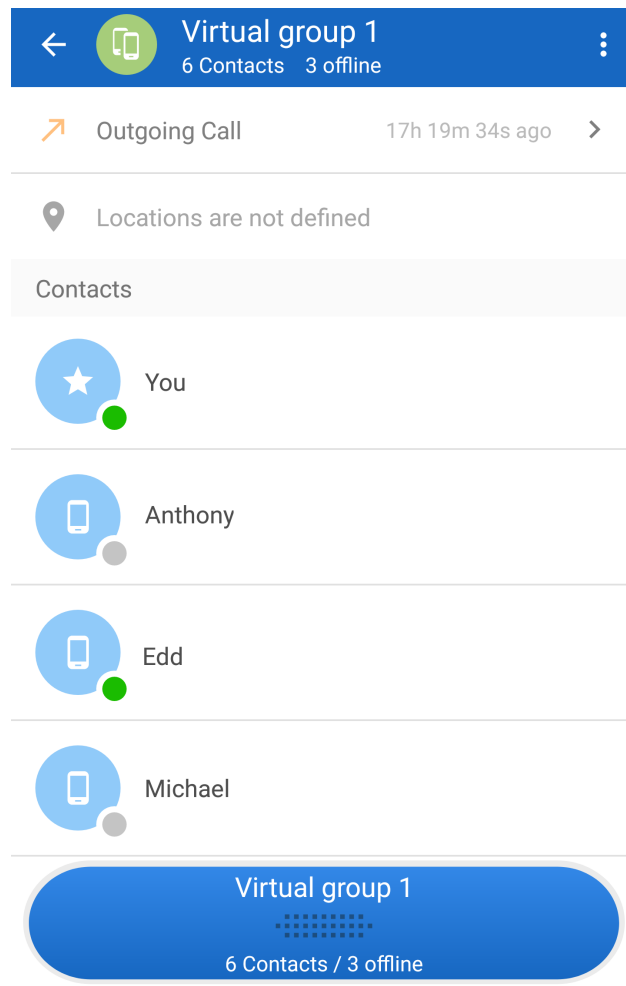 Virtual group 1
6 Contacts 3 offline
Outgoing Call 17h 19m 34s ago
Locations are not defined
Contacts
You
Anthony
Edd
Michael
Virtual group 1
6 Contacts / 3 offline